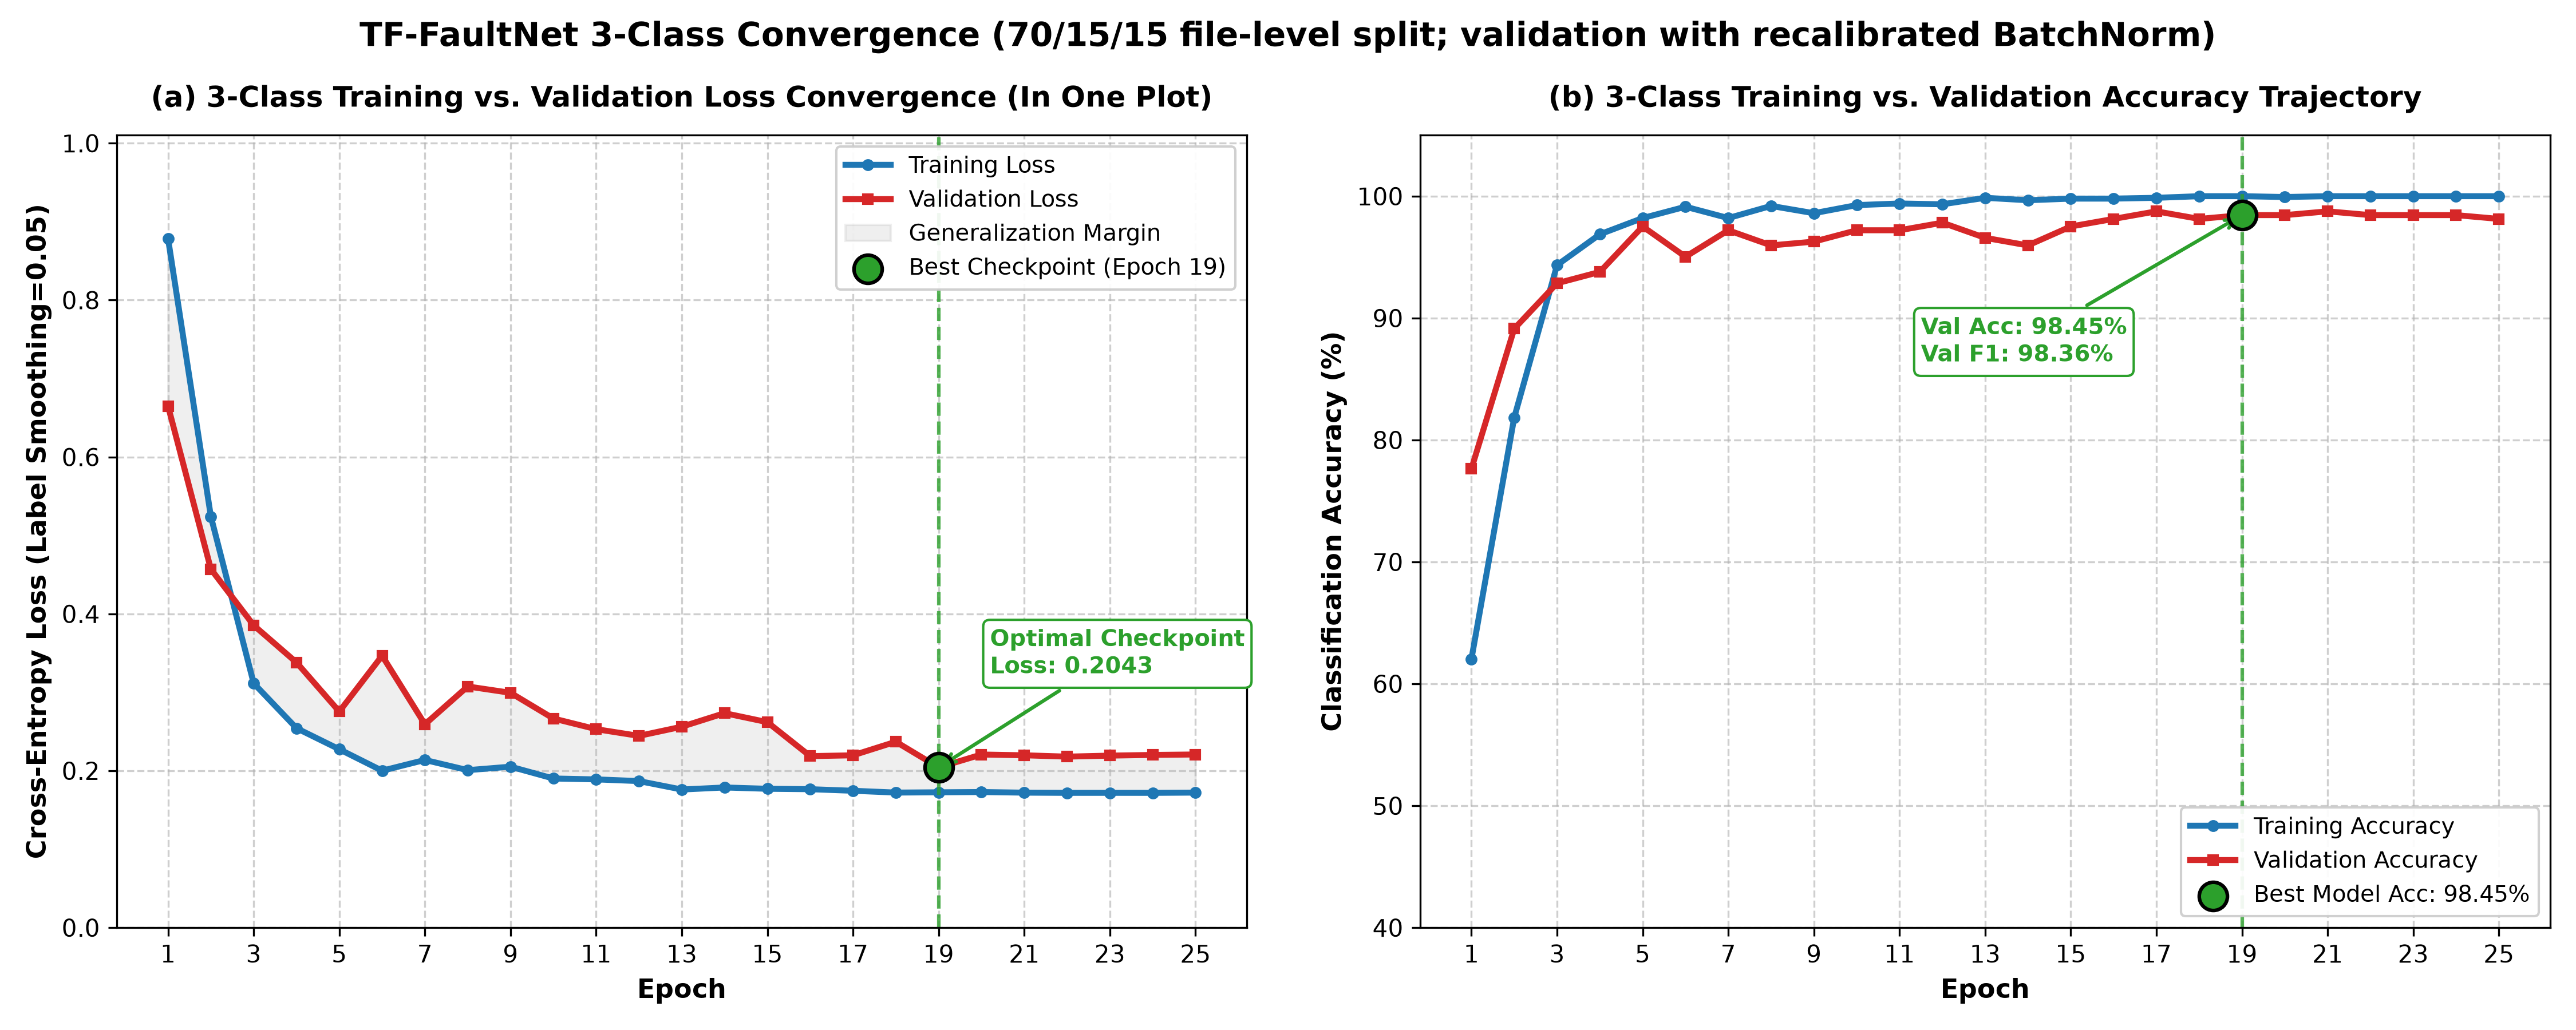 TF-FaultNet 3-Class Convergence (70/15/15 file-level split; validation with recalibrated BatchNorm)
(a) 3-Class Training vs. Validation Loss Convergence (In One Plot)
Cross-Entropy Loss (Label Smoothing=0.05)
1.0
0.8
0.6
0.4
0.2
0.0
Training Loss
Validation Loss
Generalization Margin
Best Checkpoint (Epoch 19)
Optimal Checkpoint
Loss: 0.2043
1 3 5 7 9 11 13 15 17 19 21 23 25
Epoch
(b) 3-Class Training vs. Validation Accuracy Trajectory
Classification Accuracy (%)
100
90
80
70
60
50
40
Val Acc: 98.45%
Val F1: 98.36%
Training Accuracy
Validation Accuracy
Best Model Acc: 98.45%
1 3 5 7 9 11 13 15 17 19 21 23 25
Epoch